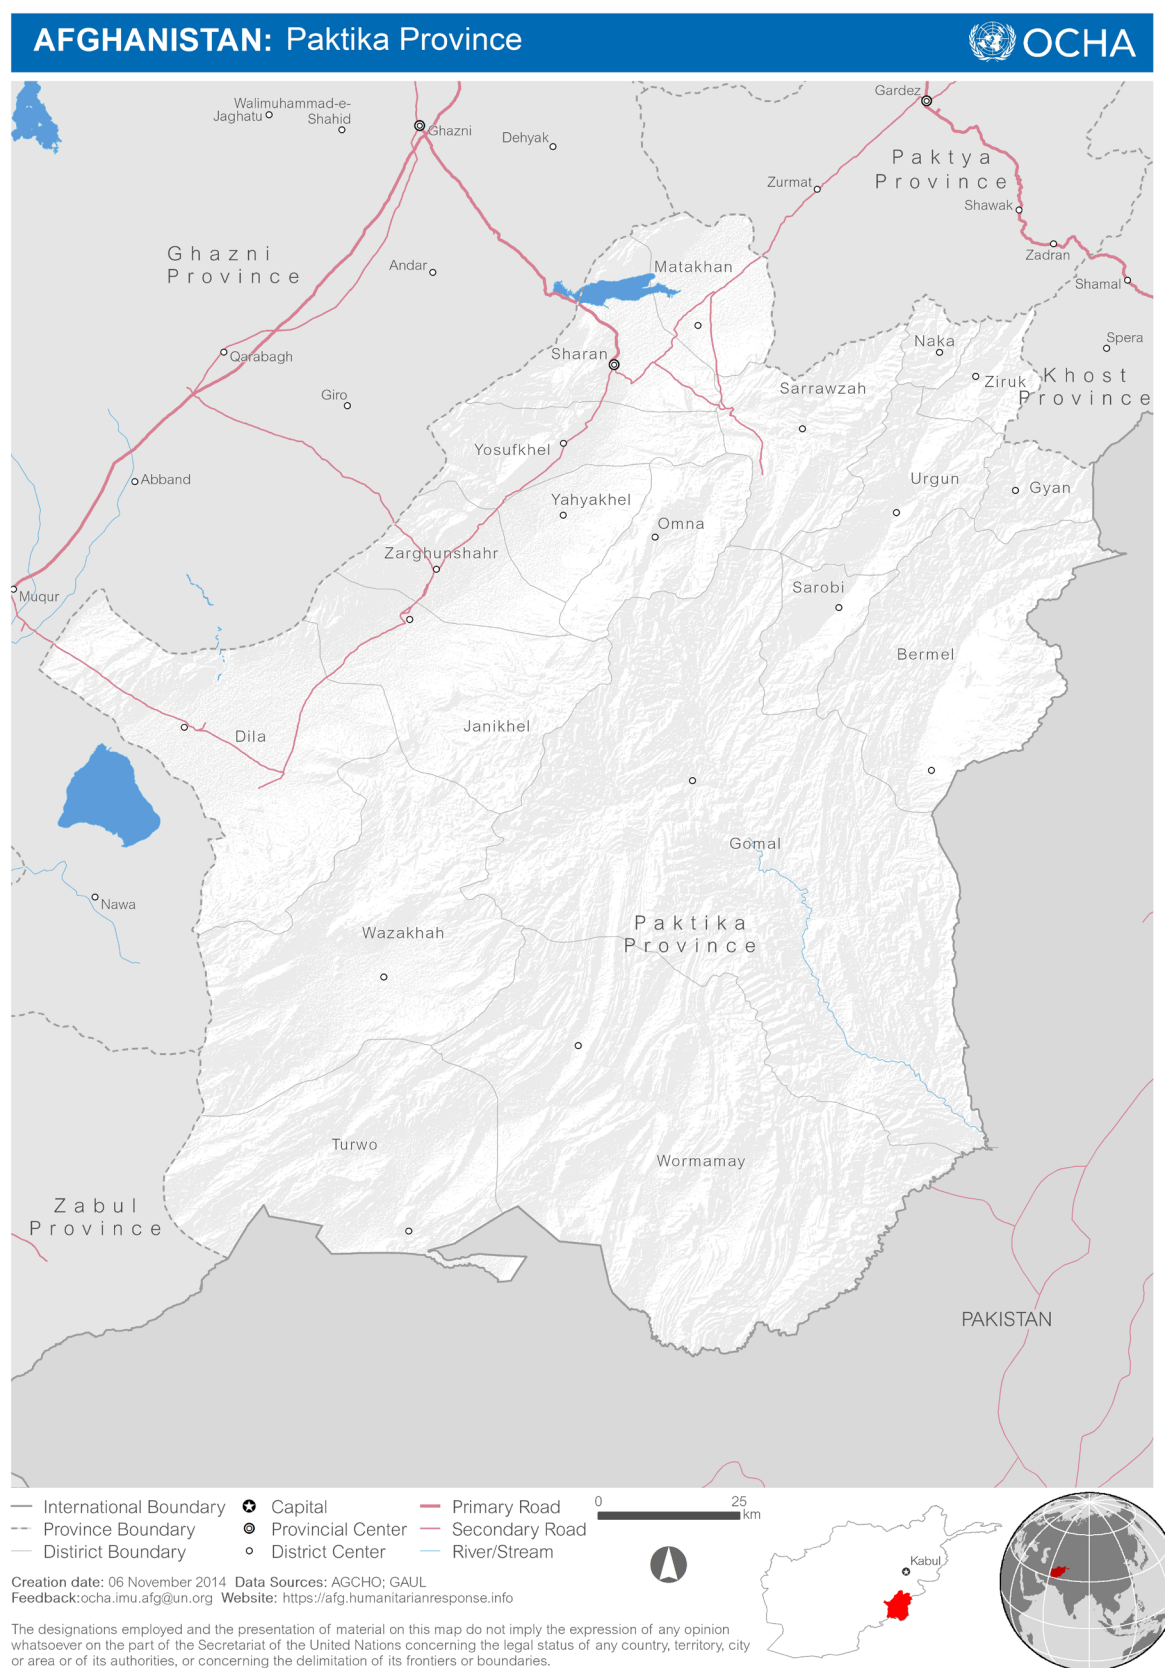 AFGHANISTAN: Paktika Province
OCHA
Gardez
Walimuhammad-e-
Shahid
Jaghatu
Ghazni
Dehyak
Paktya
Province
Zurmat
Shawak
Zadran
Ghazni
Province
Andar
Matakhan
Shamal
Naka
Spera
Sharan
Qarabagh
Khost
Province
Ziruk
Sarrawzah
Giro
Yosufkhel
Abband
Urgun
Gyan
Yahyakhel
Omna
Zarghunshahr
Sarobi
Muqur
Bermel
Janikhel
Dila
Gomal
Nawa
Paktika
Province
Wazakhah
Turwo
Wormamay
Zabul
Province
PAKISTAN
International Boundary
Province Boundary
Distirict Boundary
Capital
Provincial Center
District Center
Primary Road
Secondary Road
River/Stream
0 25
km
Kabul
Creation date: 06 November 2014 Data Sources: AGCHO; GAUL
Feedback:ocha.imu.afg@un.org Website: https://afg.humanitarianresponse.info
The designations employed and the presentation of material on this map do not imply the expression of any opinion
whatsoever on the part of the Secretariat of the United Nations concerning the legal status of any country, territory, city
or area or of its authorities, or concerning the delimitation of its frontiers or boundaries.